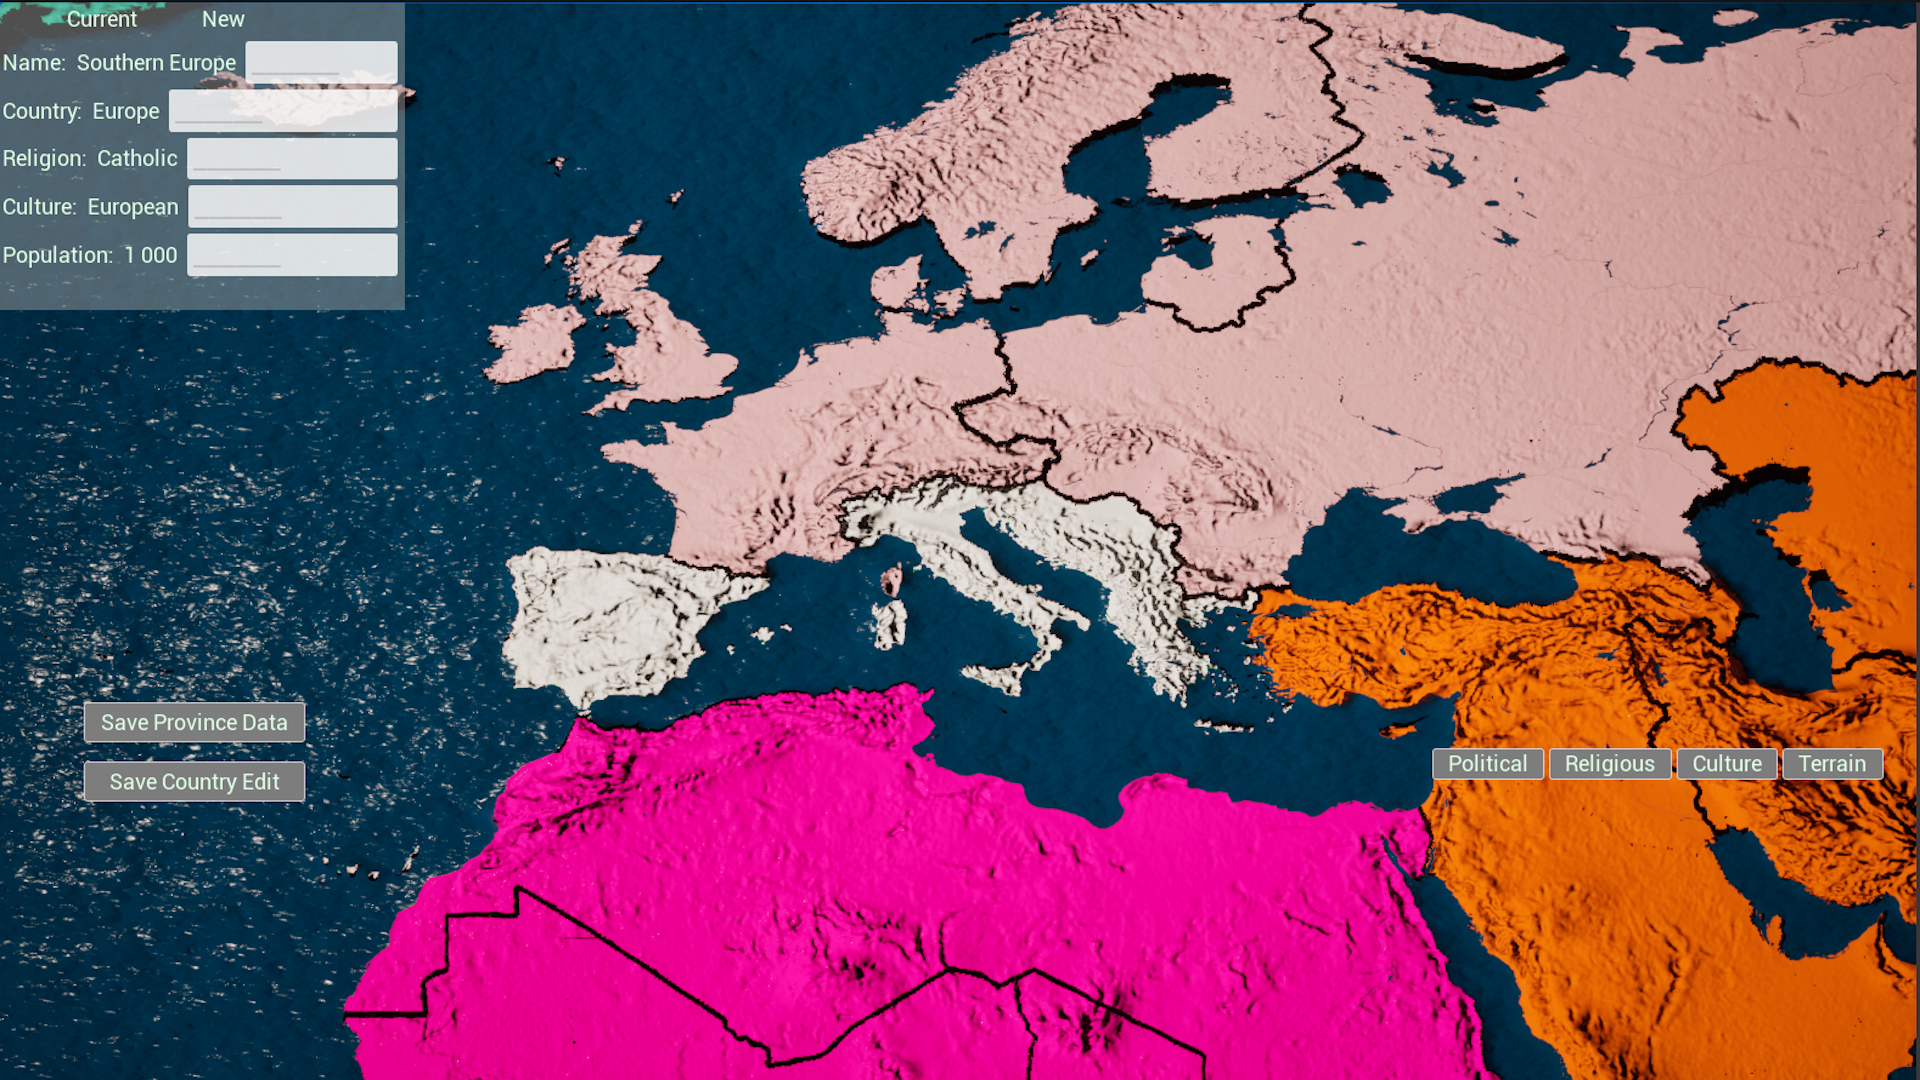 Current New
Name: Southern Europe
Country: Europe
Religion: Catholic
Culture: European
Population: 1 000
Save Province Data
Save Country Edit
Political Religious Culture Terrain